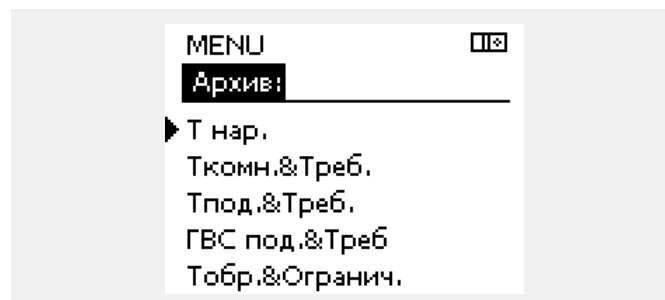 MENU
Архив:
Т нар.
Ткомн.&Треб.
Тпод.&Треб.
ГВС под.&Треб
Тобр.&Огранич.